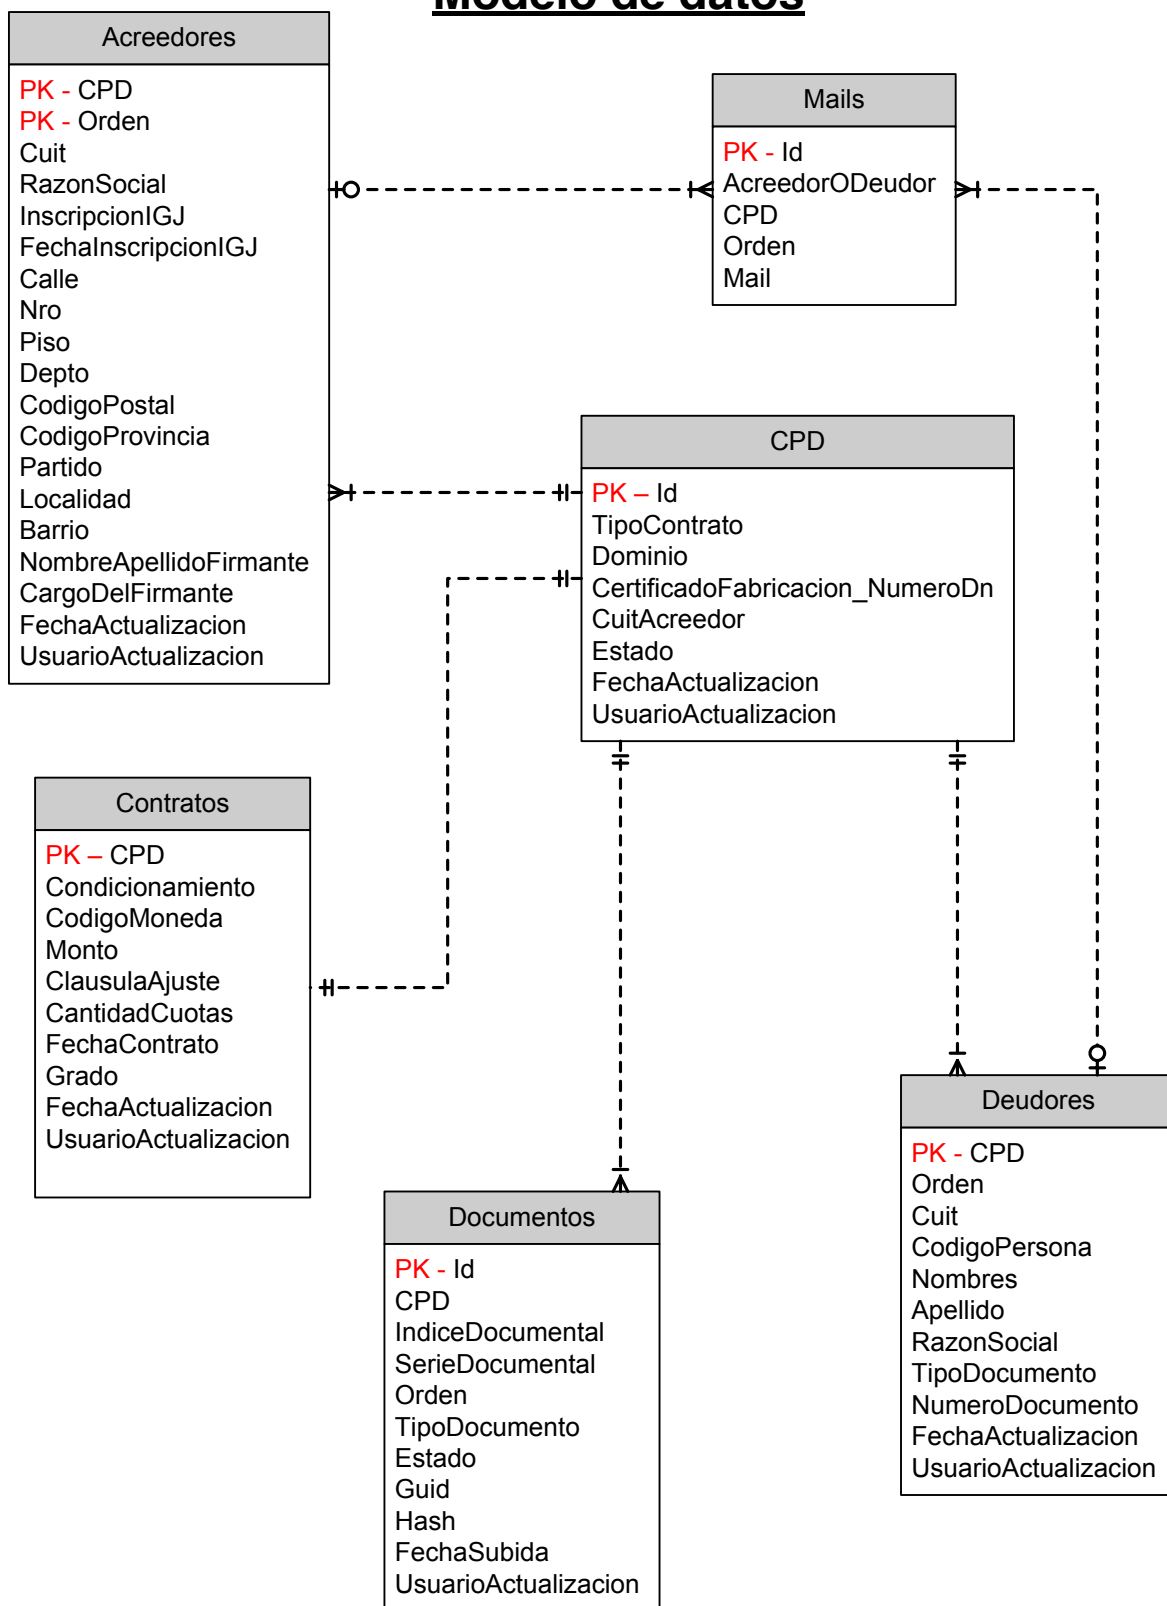 Modelo de datos
Acreedores
PK - CPD
PK - Orden
Cuit
RazonSocial
InscripcionIGJ
FechaInscripcionIGJ
Calle
Nro
Piso
Depto
CodigoPostal
CodigoProvincia
Partido
Localidad
Barrio
NombreApellidoFirmante
CargoDelFirmante
FechaActualizacion
UsuarioActualizacion
Mails
PK - Id
AcreedorODeudor
CPD
Orden
Mail
CPD
PK – Id
TipoContrato
Dominio
CertificadoFabricacion_NumeroDn
CuitAcreedor
Estado
FechaActualizacion
UsuarioActualizacion
Contratos
PK – CPD
Condicionamiento
CodigoMoneda
Monto
ClausulaAjuste
CantidadCuotas
FechaContrato
Grado
FechaActualizacion
UsuarioActualizacion
Documentos
PK - Id
CPD
IndiceDocumental
SerieDocumental
Orden
TipoDocumento
Estado
Guid
Hash
FechaSubida
UsuarioActualizacion
Deudores
PK - CPD
Orden
Cuit
CodigoPersona
Nombres
Apellido
RazonSocial
TipoDocumento
NumeroDocumento
FechaActualizacion
UsuarioActualizacion